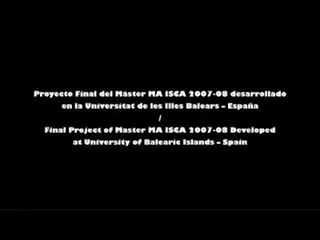 Proyecto Final del Máster MA ISCA 2007-08 desarrollado
en la Universitat de les Illes Balears - España
/
Final Project of Master MA ISCA 2007-08 Developed
at University of Balearic Islands - Spain